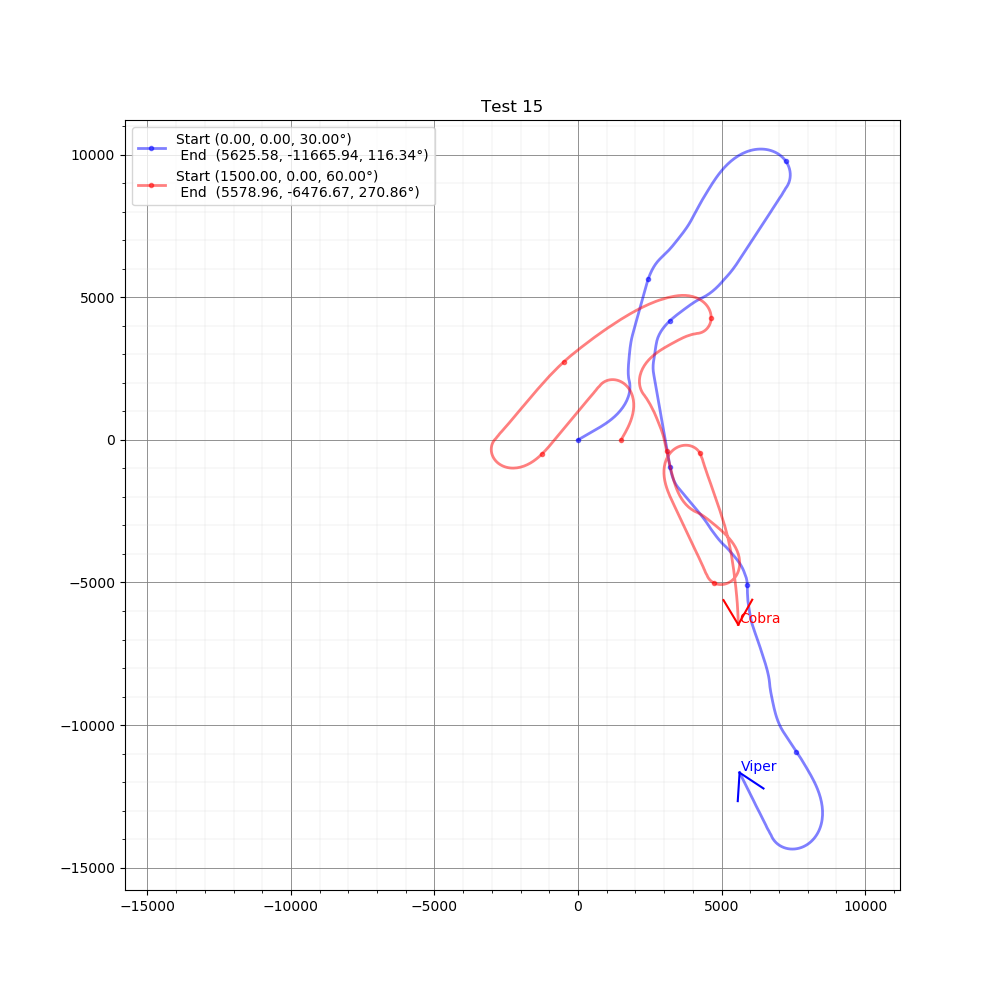 Test 15
Start (0.00, 0.00, 30.00°)
End (5625.58, -11665.94, 116.34°)
Start (1500.00, 0.00, 60.00°)
End (5578.96, -6476.67, 270.86°)
10000
5000
0
−5000
−10000
−15000
Cobra
Viper
−15000 −10000 −5000 0 5000 10000